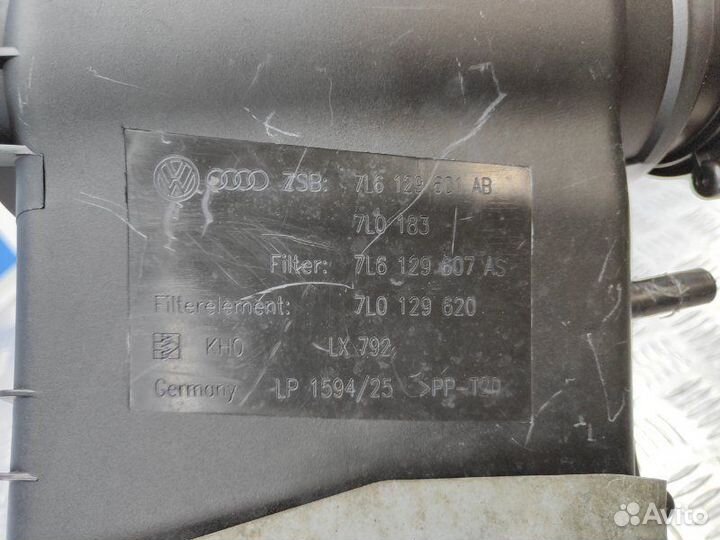 ZSB: 7L6 129 601 AB
7L0 183
Filter: 7L6 129 607 AS
Filterelement: 7L0 129 620
KHO LX 792
Germany LP 1594/25 >PP-T20
Avito